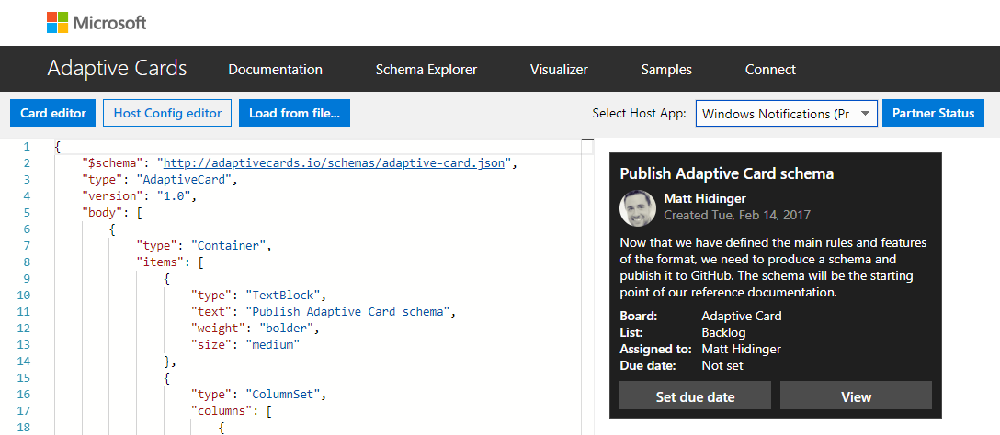 Microsoft
Adaptive Cards Documentation Schema Explorer Visualizer Samples Connect
Card editor Host Config editor Load from file... Select Host App: Windows Notifications (Pr Partner Status
1 {
2 "$schema": "http://adaptivecards.io/schemas/adaptive-card.json",
3 "type": "AdaptiveCard",
4 "version": "1.0",
5 "body": [
6 {
7 "type": "Container",
8 "items": [
9 {
10 "type": "TextBlock",
11 "text": "Publish Adaptive Card schema",
12 "weight": "bolder",
13 "size": "medium"
14 },
15 {
16 "type": "ColumnSet",
17 "columns": [
18 {
Publish Adaptive Card schema
Matt Hidinger
Created Tue, Feb 14, 2017
Now that we have defined the main rules and features
of the format, we need to produce a schema and
publish it to GitHub. The schema will be the starting
point of our reference documentation.
Board: Adaptive Card
List: Backlog
Assigned to: Matt Hidinger
Due date: Not set
Set due date View